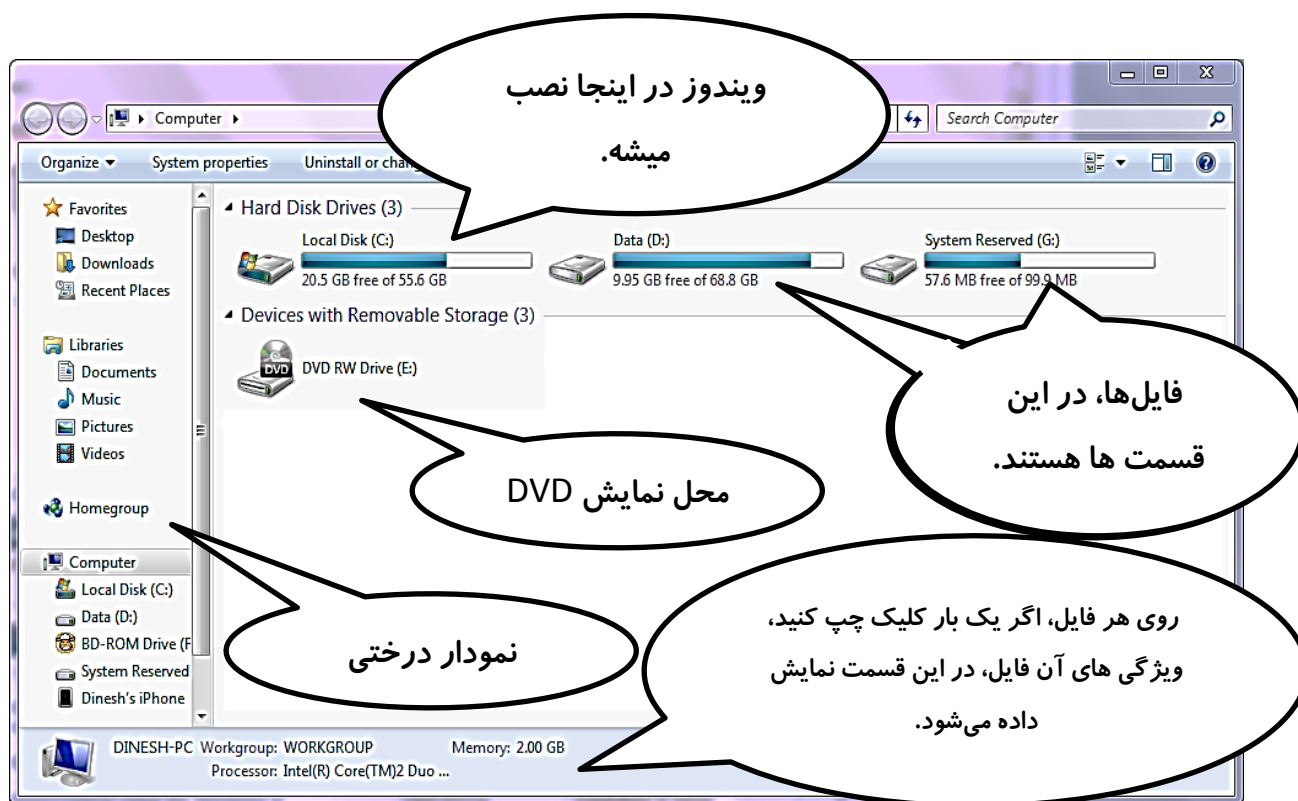 ویندوز در اینجا نصب
میشه.
Computer
Search Computer
Organize
System properties
Uninstall or
Favorites
Desktop
Downloads
Recent Places
Libraries
Documents
Music
Pictures
Videos
Homegroup
Computer
Local Disk (C:)
Data (D:)
BD-ROM Drive (F
System Reserved
Dinesh's iPhone
Hard Disk Drives (3)
Local Disk (C:)
20.5 GB free of 55.6 GB
Data (D:)
9.95 GB free of 68.8 GB
System Reserved (G:)
57.6 MB free of 99.9 MB
Devices with Removable Storage (3)
DVD RW Drive (E:)
فایل‌ها، در این
قسمت ها هستند.
محل نمایش DVD
نمودار درختی
روی هر فایل، اگر یک بار کلیک چپ کنید،
ویژگی های آن فایل، در این قسمت نمایش
داده می‌شود.
DINESH-PC Workgroup: WORKGROUP Memory: 2.00 GB
Processor: Intel(R) Core(TM)2 Duo ...